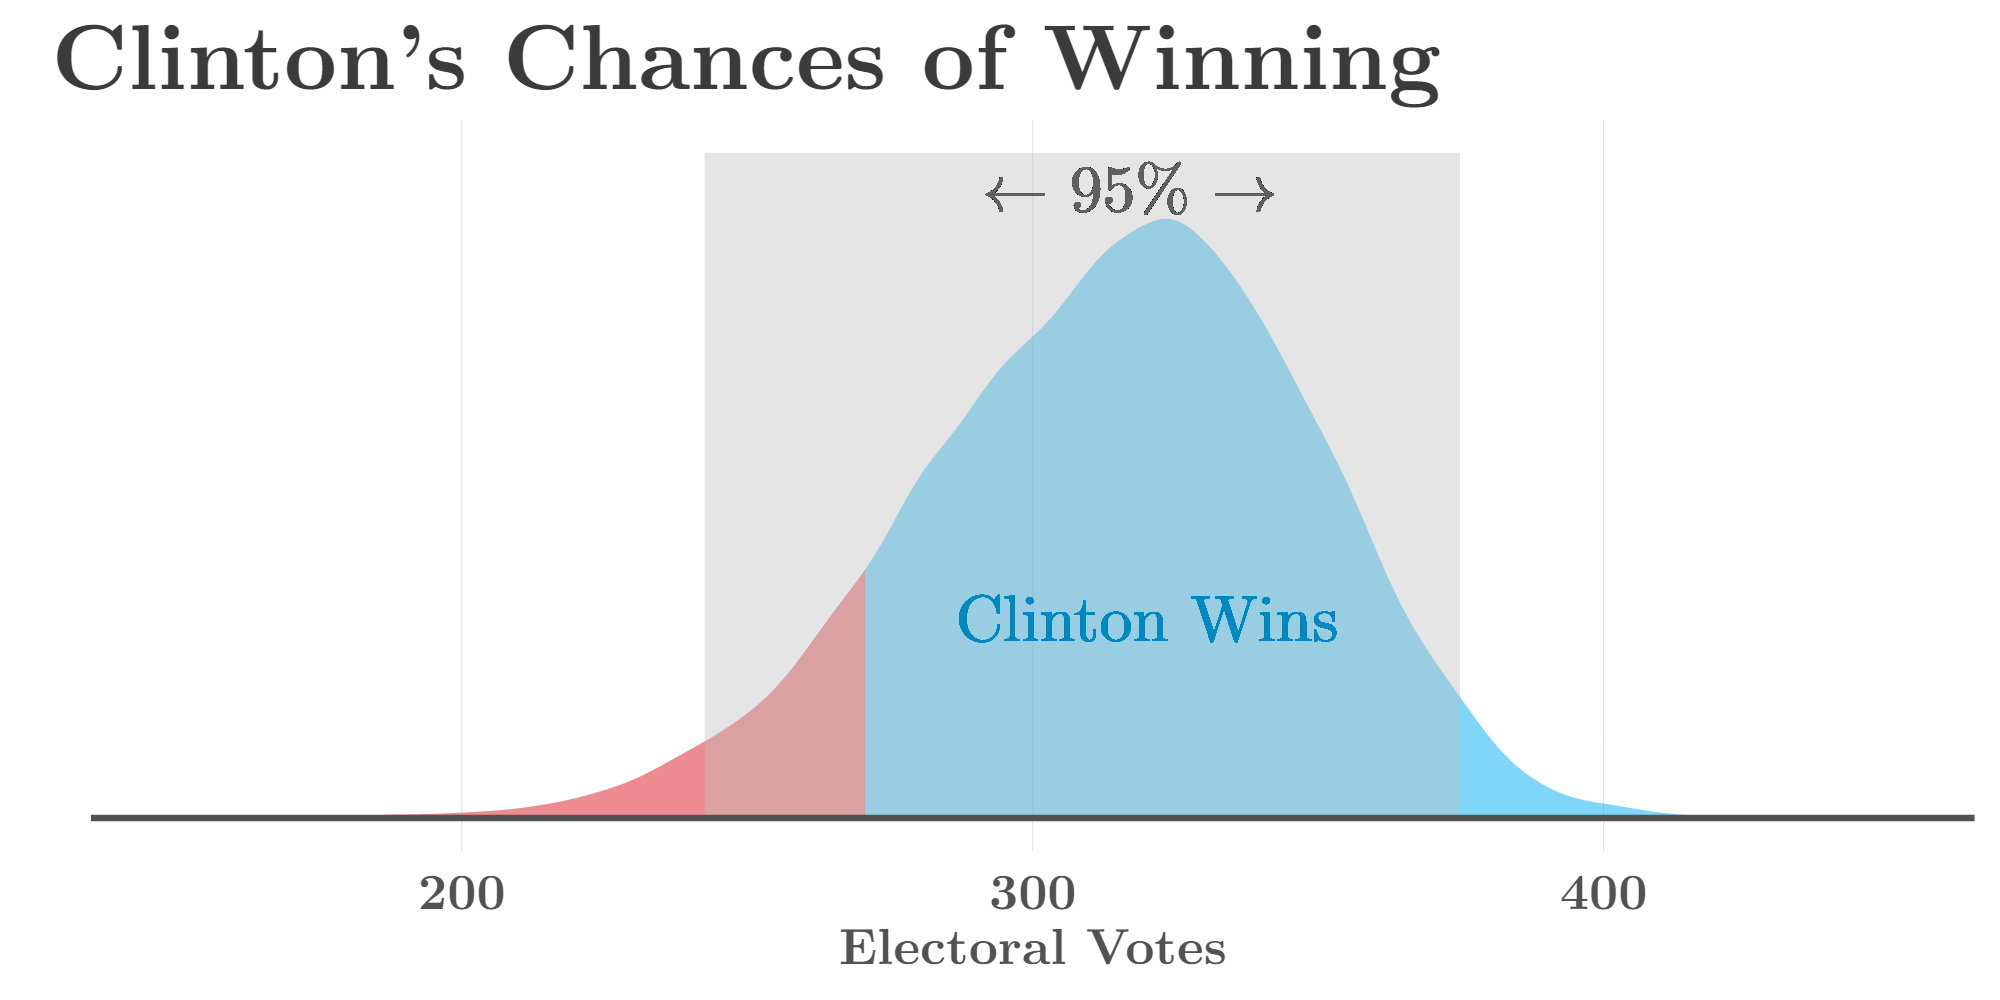 Clinton’s Chances of Winning
← 95% →
Clinton Wins
200 300 400
Electoral Votes